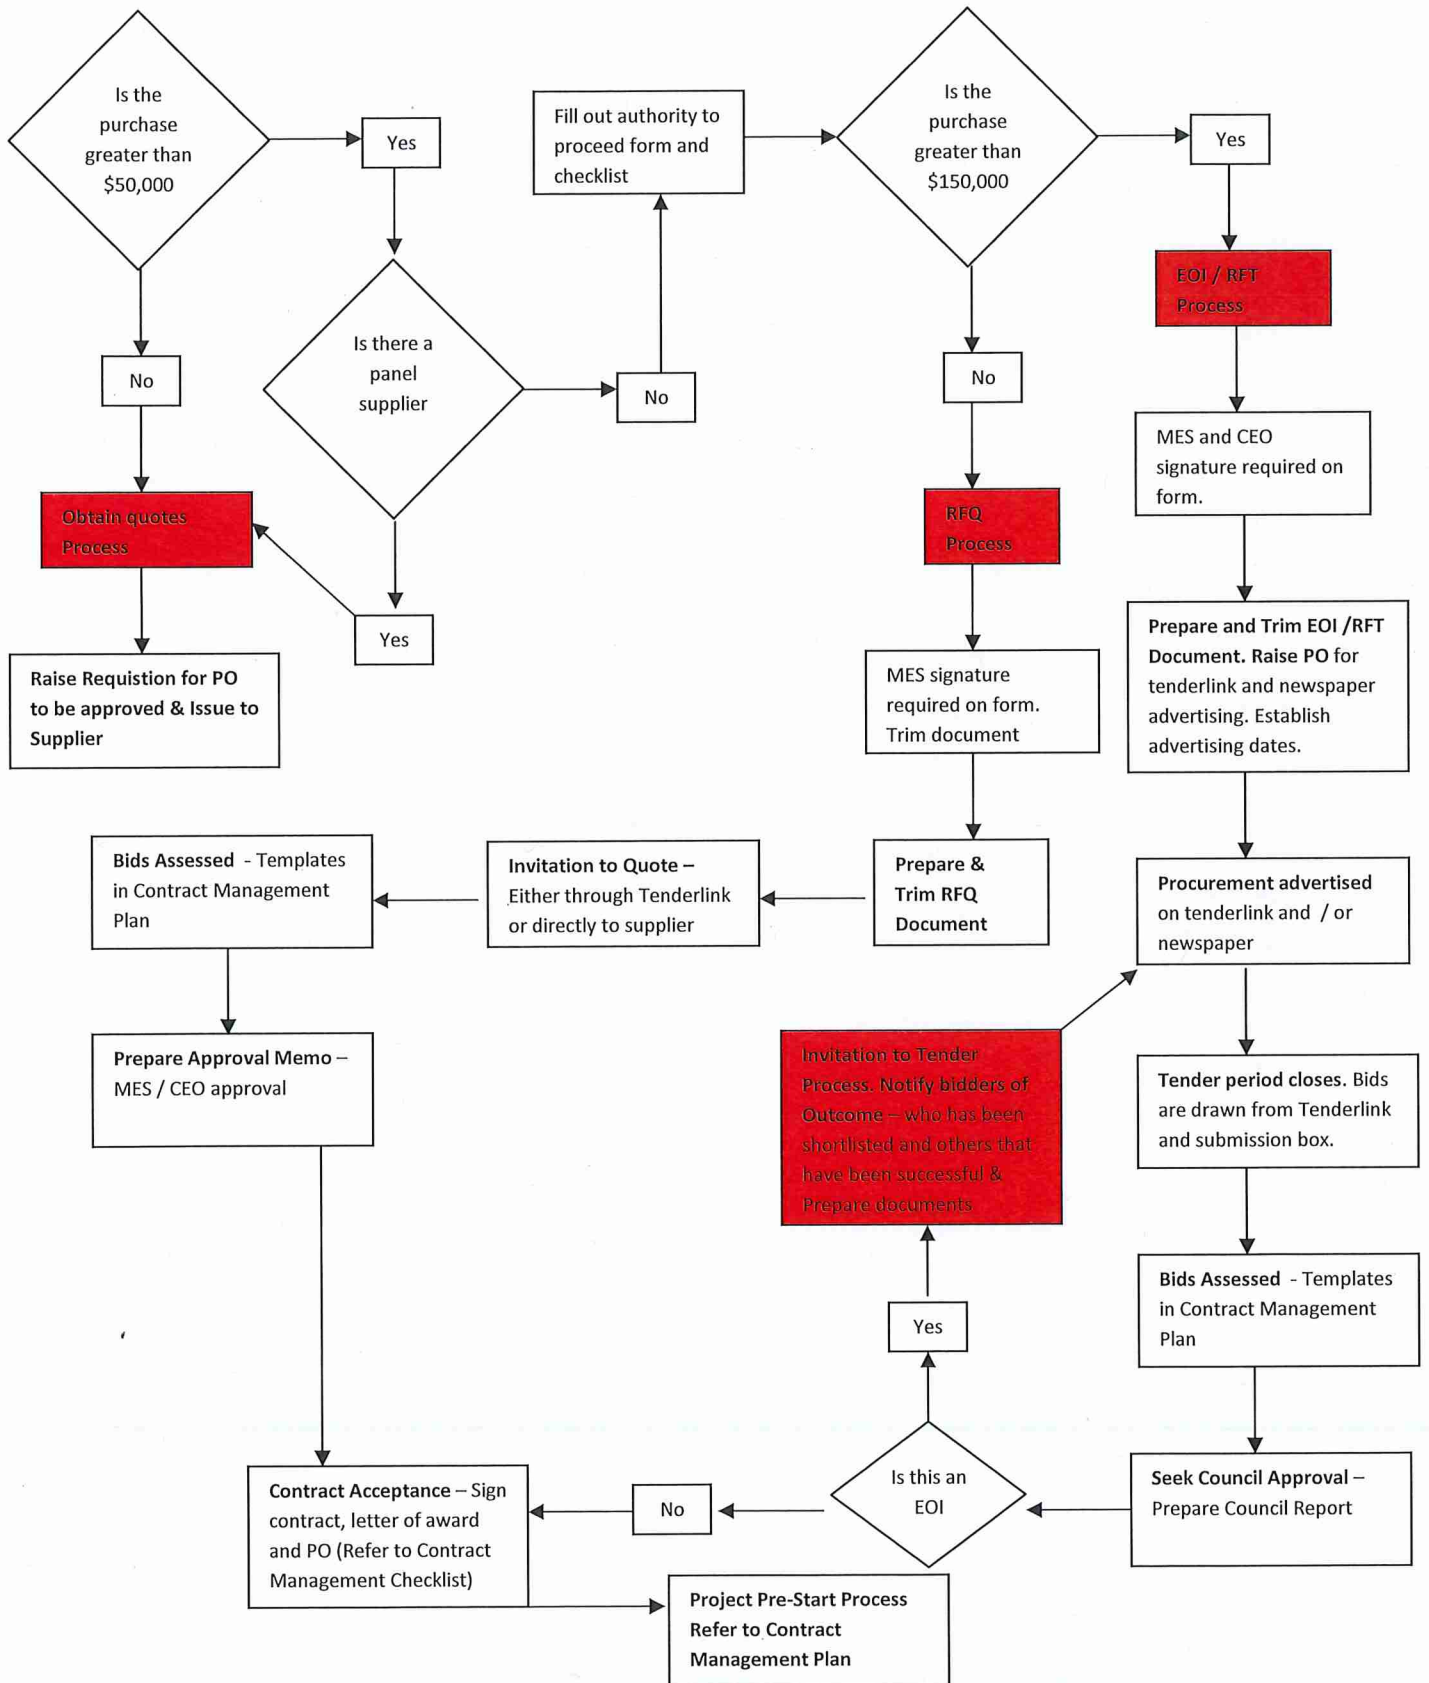 Is the
purchase
greater than
$50,000
Yes
No
Obtain quotes
Process
Raise Requistion for PO
to be approved & Issue to
Supplier
Is there a
panel
supplier
No
Yes
Fill out authority to
proceed form and
checklist
Is the
purchase
greater than
$150,000
Yes
No
EOI / RFT
Process
MES and CEO
signature required on
form.
Prepare and Trim EOI /RFT
Document. Raise PO for
tenderlink and newspaper
advertising. Establish
advertising dates.
Procurement advertised
on tenderlink and / or
newspaper
Tender period closes. Bids
are drawn from Tenderlink
and submission box.
Bids Assessed - Templates
in Contract Management
Plan
Seek Council Approval –
Prepare Council Report
Is this an
EOI
Yes
No
Invitation to Tender
Process. Notify bidders of
Outcome – who has been
shortlisted and others that
have been successful &
Prepare documents
RFQ
Process
MES signature
required on form.
Trim document
Prepare &
Trim RFQ
Document
Invitation to Quote –
Either through Tenderlink
or directly to supplier
Bids Assessed - Templates
in Contract Management
Plan
Prepare Approval Memo –
MES / CEO approval
Contract Acceptance – Sign
contract, letter of award
and PO (Refer to Contract
Management Checklist)
Project Pre-Start Process
Refer to Contract
Management Plan